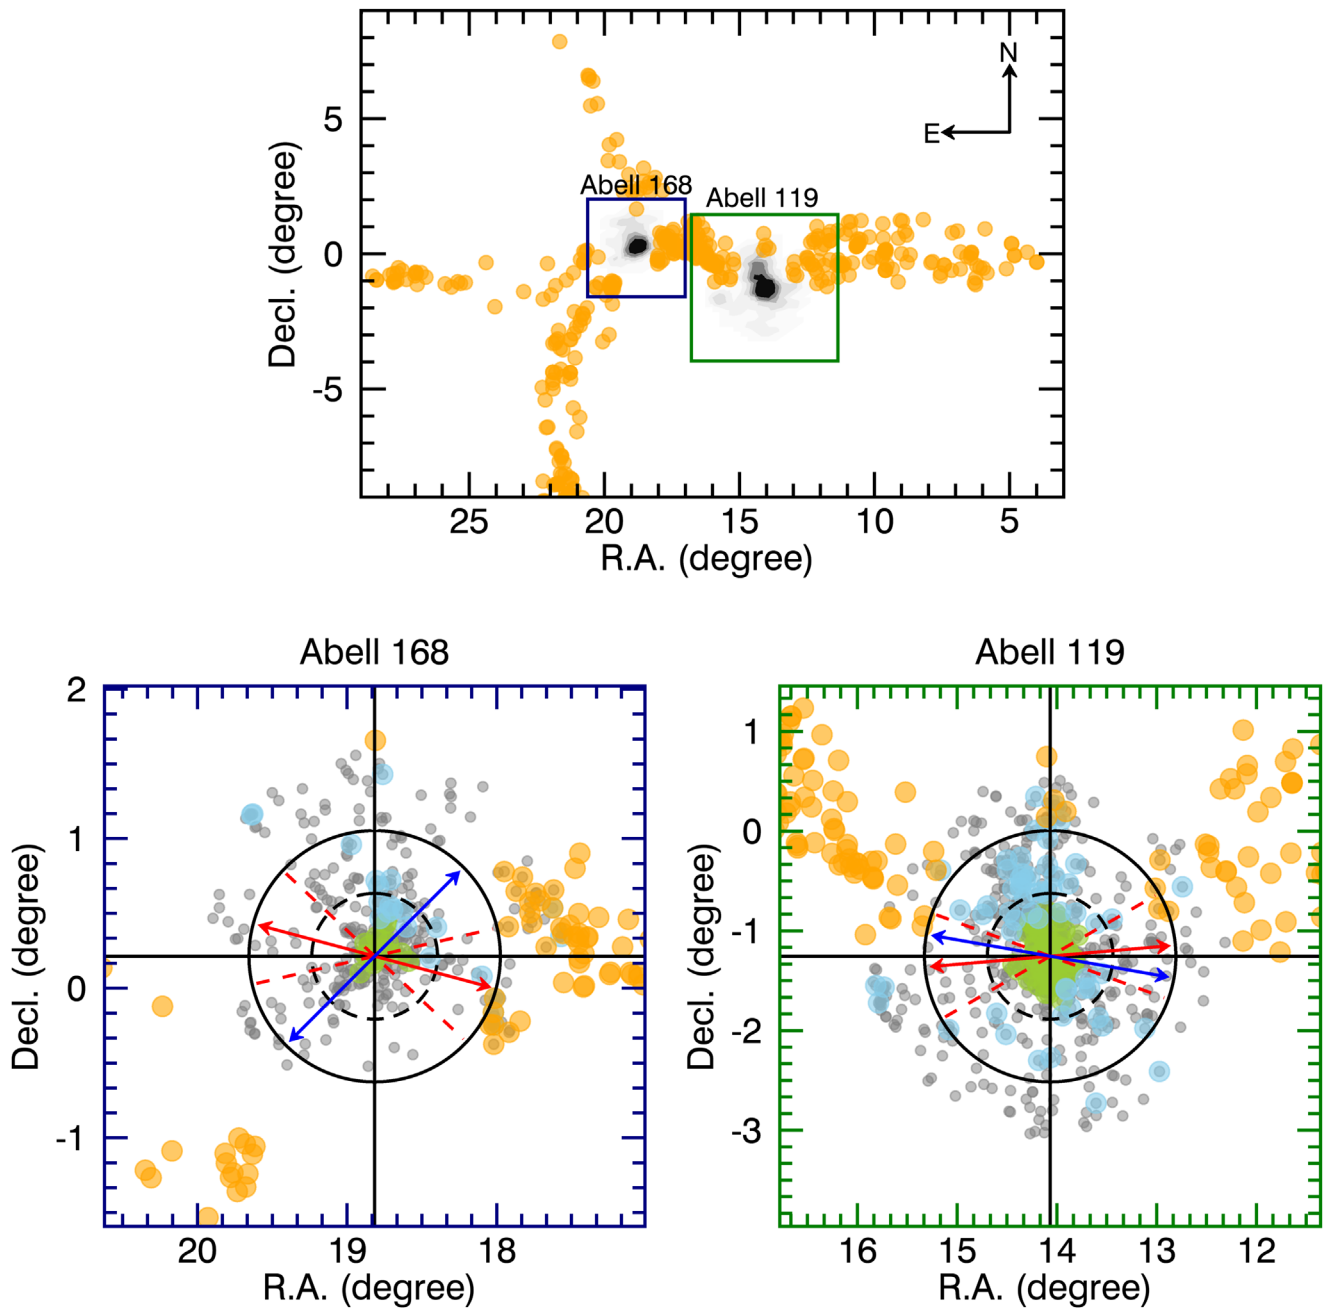 N
E
Abell 168
Abell 119
5
0
-5
Decl. (degree)
25 20 15 10 5
R.A. (degree)
Abell 168
2
1
0
-1
Decl. (degree)
20 19 18
R.A. (degree)
Abell 119
1
0
-1
-2
-3
Decl. (degree)
16 15 14 13 12
R.A. (degree)